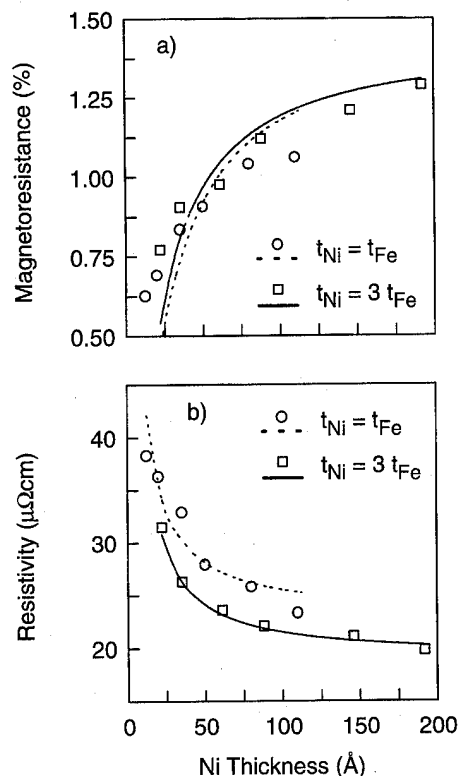 a)
Magnetoresistance (%)
1.50
1.25
1.00
0.75
0.50
t_Ni = t_Fe
t_Ni = 3 t_Fe
b)
Resistivity (μΩcm)
40
30
20
t_Ni = t_Fe
t_Ni = 3 t_Fe
0 50 100 150 200
Ni Thickness (Å)